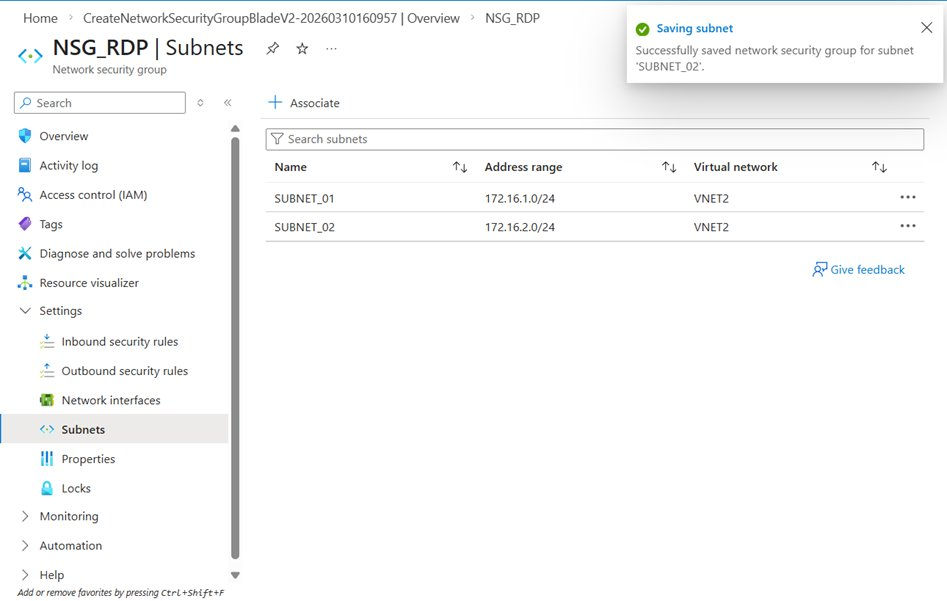 Home > CreateNetworkSecurityGroupBladeV2-20260310160957 | Overview > NSG_RDP
NSG_RDP | Subnets
Network security group
Saving subnet
Successfully saved network security group for subnet
'SUBNET_02'.
Search
Overview
Activity log
Access control (IAM)
Tags
Diagnose and solve problems
Resource visualizer
Settings
Inbound security rules
Outbound security rules
Network interfaces
Subnets
Properties
Locks
Monitoring
Automation
Help
Add or remove favorites by pressing Ctrl+Shift+F
Associate
Search subnets
Name Address range Virtual network
SUBNET_01 172.16.1.0/24 VNET2
SUBNET_02 172.16.2.0/24 VNET2
Give feedback